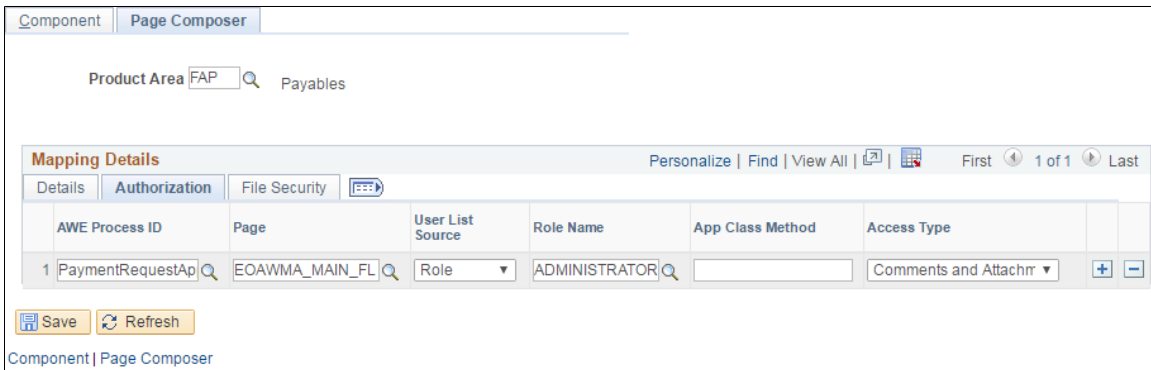 Component Page Composer
Product Area FAP Payables
Mapping Details Personalize | Find | View All | | First 1 of 1 Last
Details Authorization File Security
AWE Process ID Page User List Source Role Name App Class Method Access Type
1 PaymentRequestAp EOAWMA_MAIN_FL Role ADMINISTRATOR Comments and Attachm
Save Refresh
Component | Page Composer